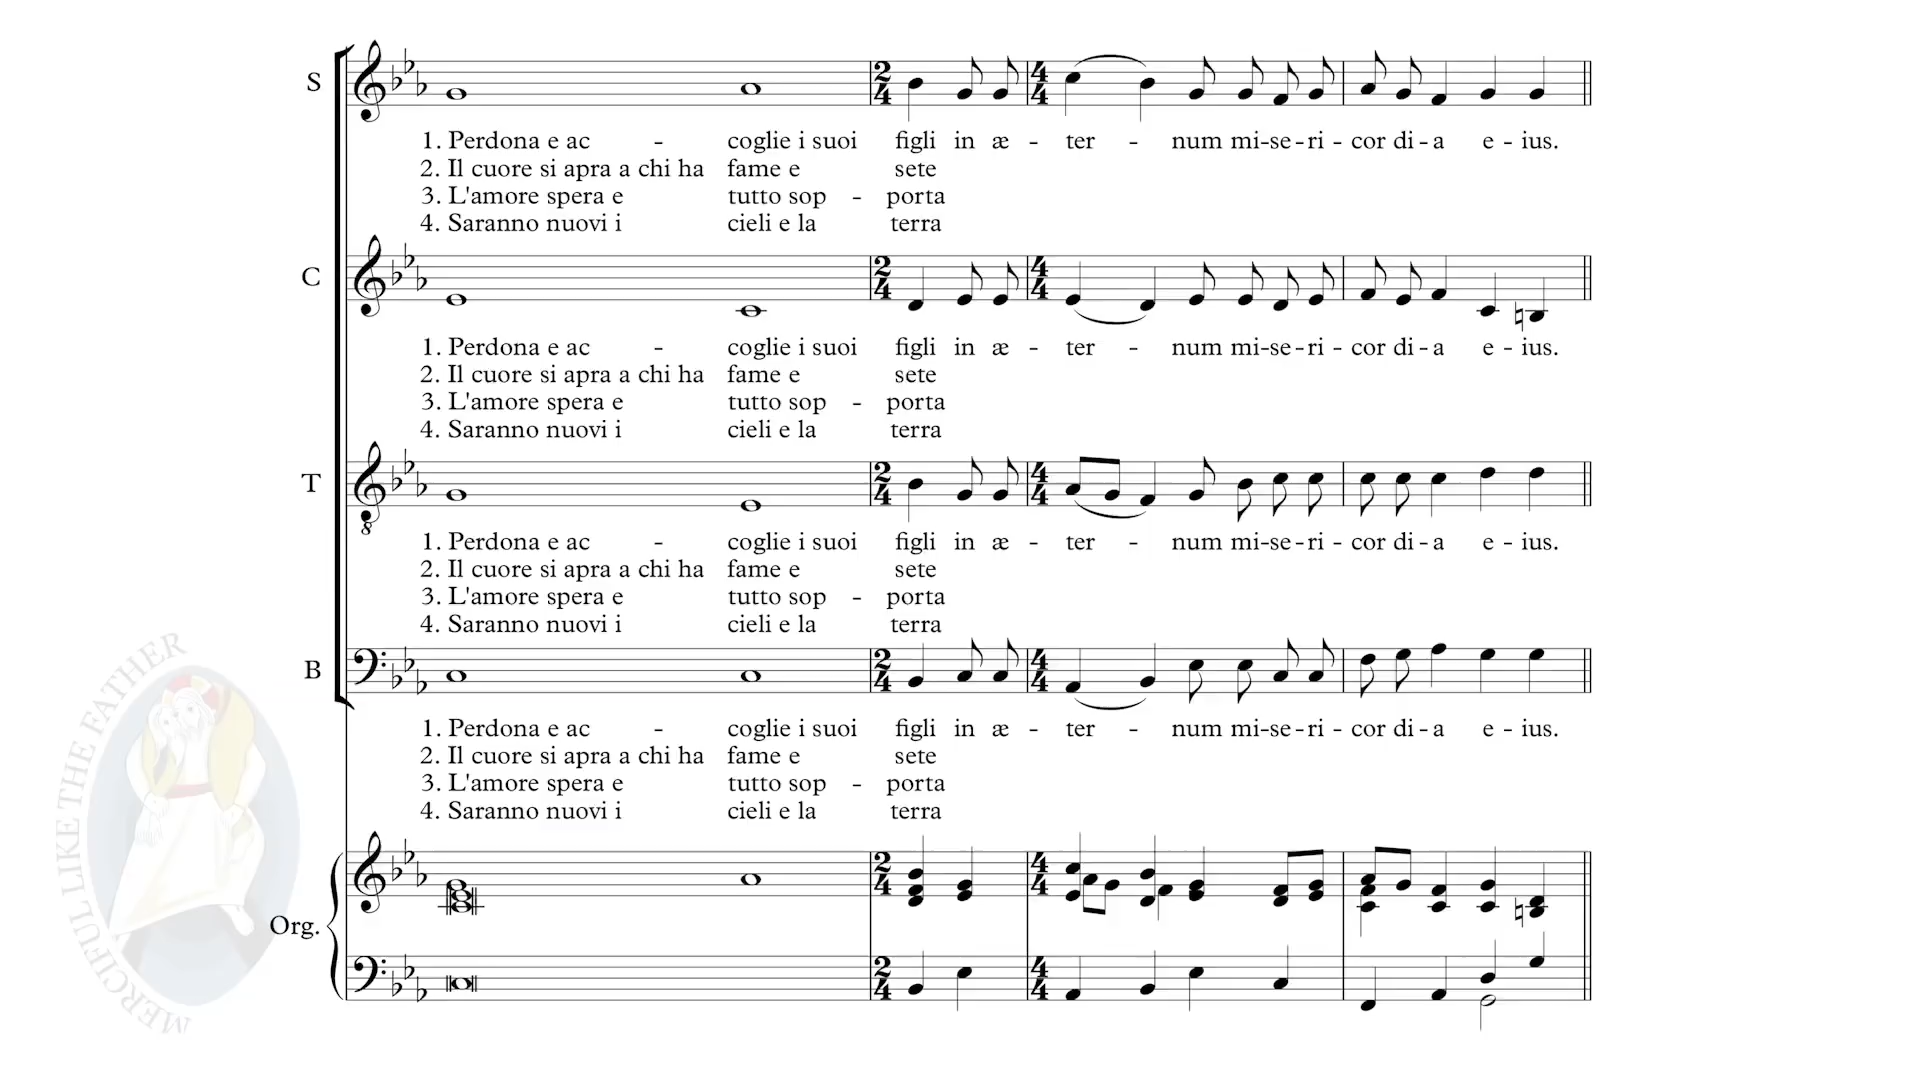 S
1. Perdona e ac - coglie i suoi figli in æ - ter - num mi-se-ri-cor di-a e-ius.
2. Il cuore si apra a chi ha fame e sete
3. L'amore spera e tutto sop - porta
4. Saranno nuovi i cieli e la terra
C
1. Perdona e ac - coglie i suoi figli in æ - ter - num mi-se-ri-cor di-a e-ius.
2. Il cuore si apra a chi ha fame e sete
3. L'amore spera e tutto sop - porta
4. Saranno nuovi i cieli e la terra
T
1. Perdona e ac - coglie i suoi figli in æ - ter - num mi-se-ri-cor di-a e-ius.
2. Il cuore si apra a chi ha fame e sete
3. L'amore spera e tutto sop - porta
4. Saranno nuovi i cieli e la terra
B
1. Perdona e ac - coglie i suoi figli in æ - ter - num mi-se-ri-cor di-a e-ius.
2. Il cuore si apra a chi ha fame e sete
3. L'amore spera e tutto sop - porta
4. Saranno nuovi i cieli e la terra
Org.
MERCIFUL LIKE THE FATHER